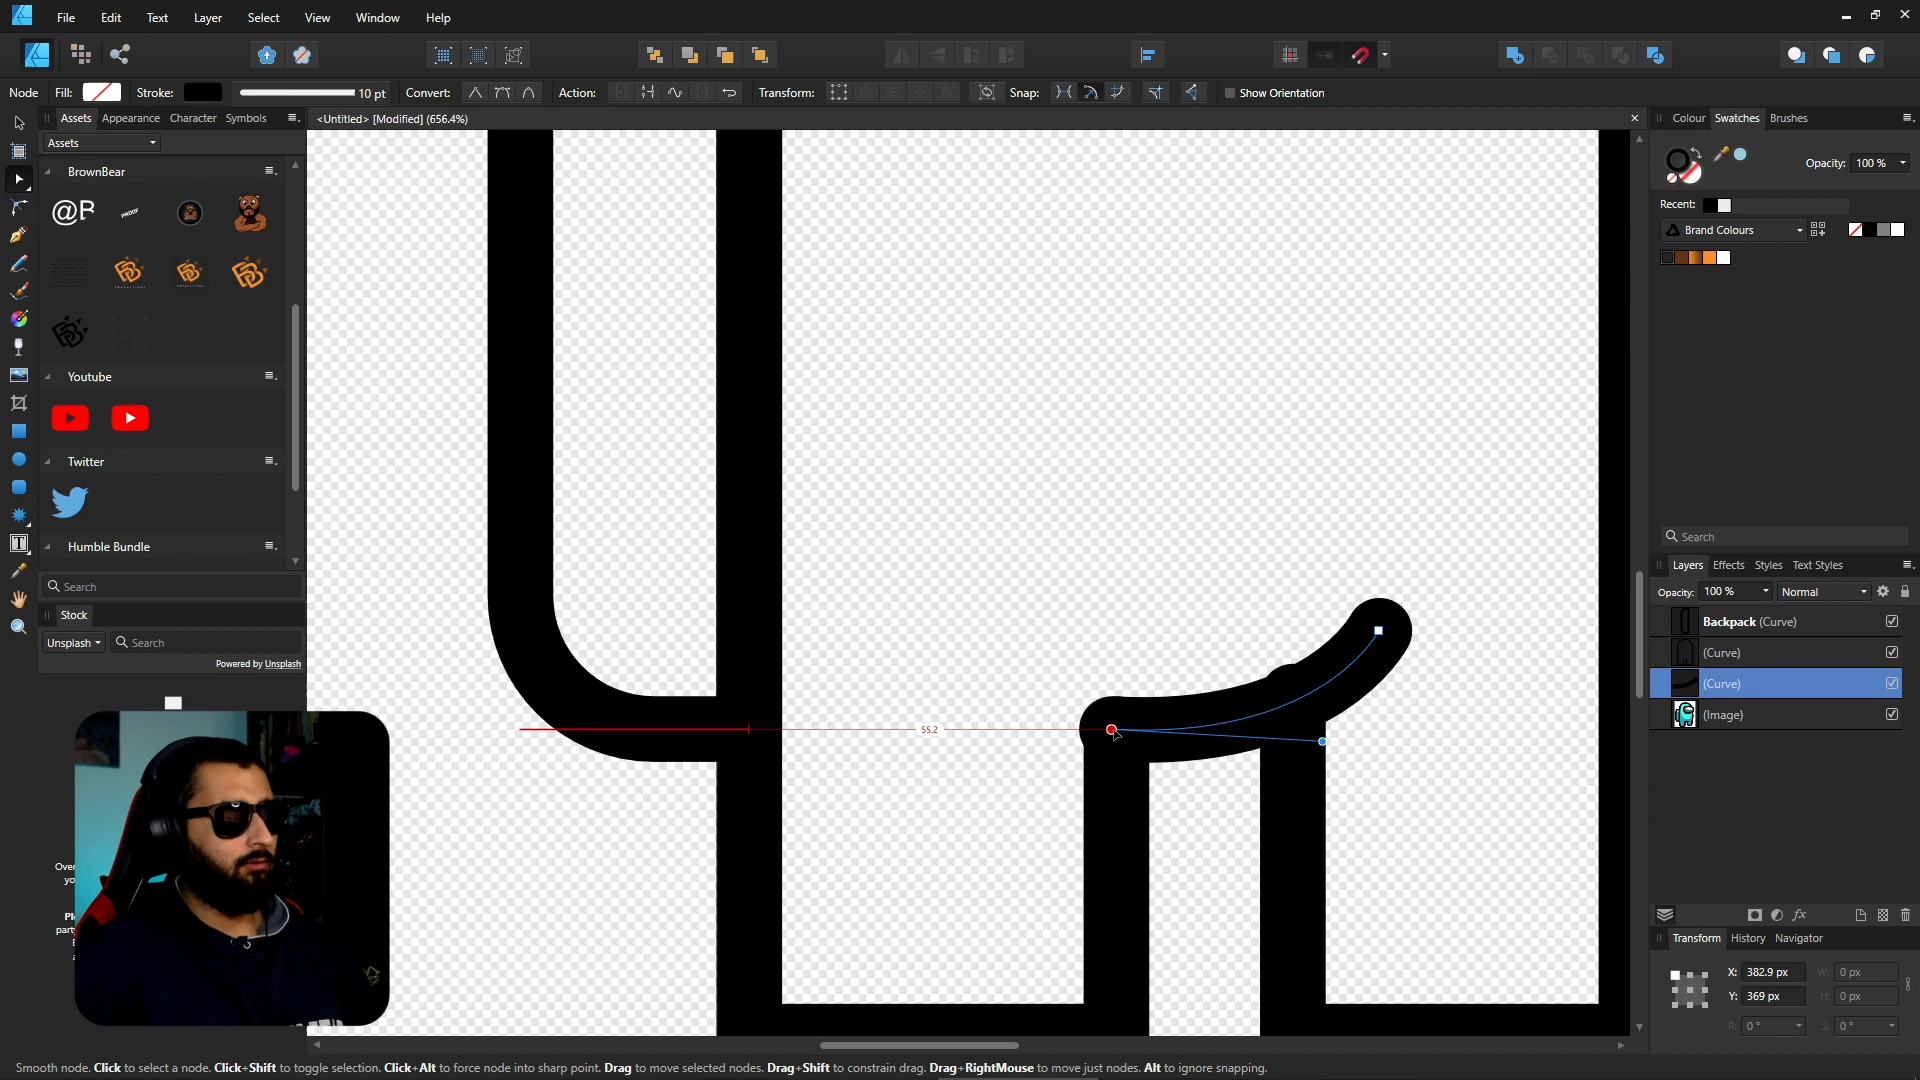 File Edit Text Layer Select View Window Help
Node Fill: Stroke: 10 pt Convert: Action: Transform: Snap: Show Orientation
Assets Appearance Character Symbols
<Untitled> [Modified] (656.4%)
Colour Swatches Brushes
Assets
Opacity: 100 %
BrownBear
@B
PROOF
Recent:
Brand Colours
Youtube
Twitter
Humble Bundle
Search
Search
Stock
Unsplash Search
Powered by Unsplash
55.2
Layers Effects Styles Text Styles
Opacity: 100 % Normal
Backpack (Curve)
(Curve)
(Curve)
(Image)
Transform History Navigator
X: 382.9 px W: 0 px
Y: 369 px H: 0 px
R: 0 ° S: 0 °
Smooth node. Click to select a node. Click+Shift to toggle selection. Click+Alt to force node into sharp point. Drag to move selected nodes. Drag+Shift to constrain drag. Drag+RightMouse to move just nodes. Alt to ignore snapping.